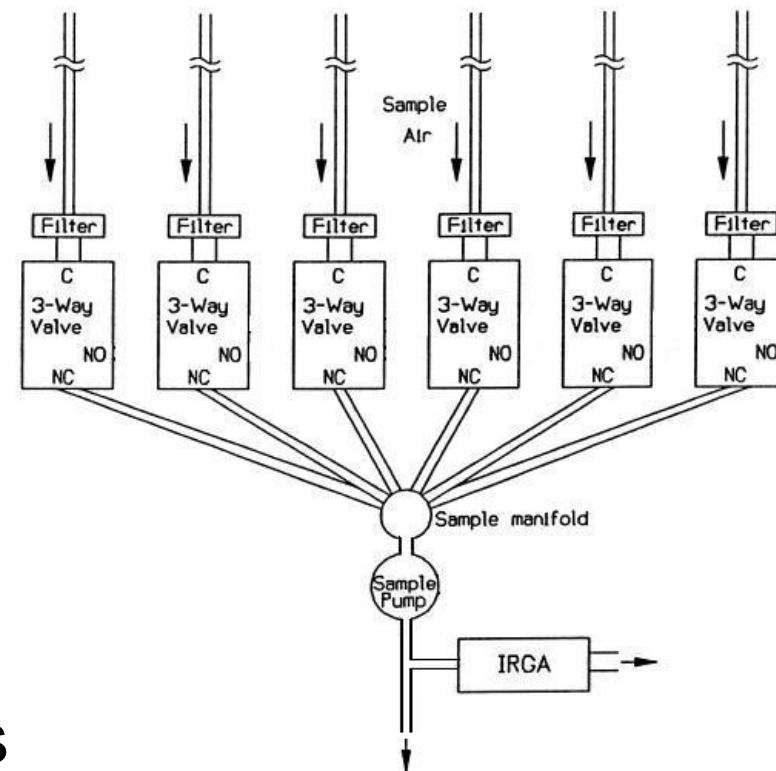 Sample
Air
Filter Filter Filter Filter Filter Filter
C C C C C C
3-Way 3-Way 3-Way 3-Way 3-Way 3-Way
Valve Valve Valve Valve Valve Valve
NO NO NO NO NO NO
NC NC NC NC NC NC
Sample manifold
Sample
Pump
IRGA
s